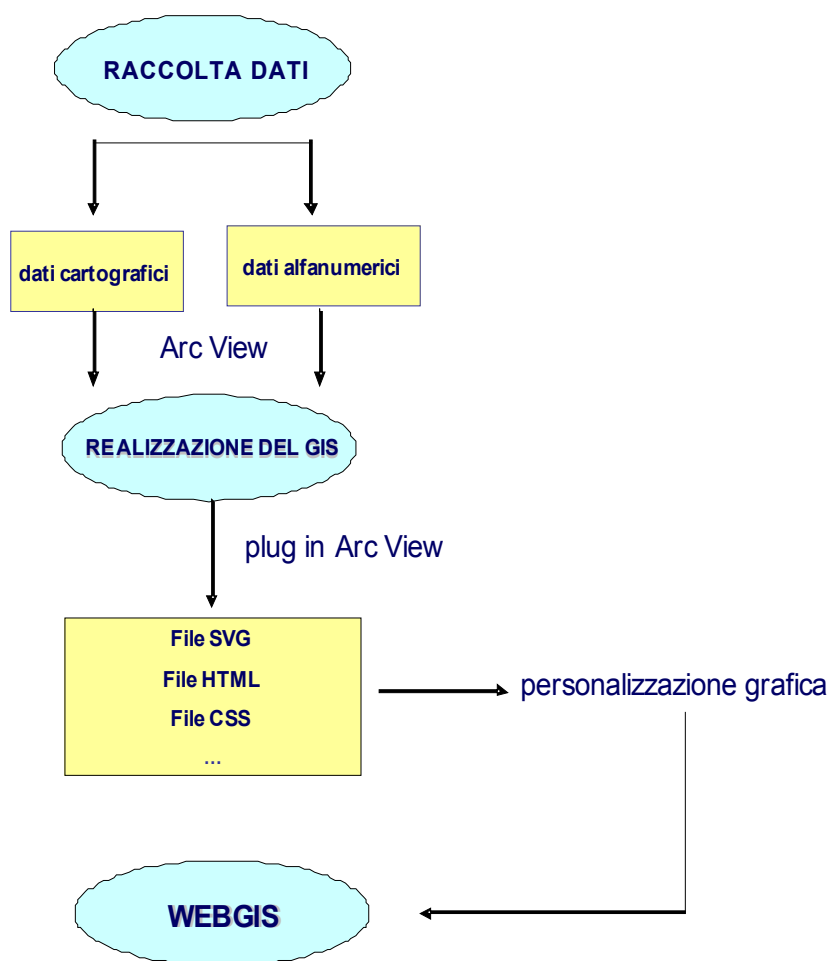 RACCOLTA DATI
dati cartografici
dati alfanumerici
Arc View
REALIZZAZIONE DEL GIS
plug in Arc View
File SVG
File HTML
File CSS
...
personalizzazione grafica
WEBGIS